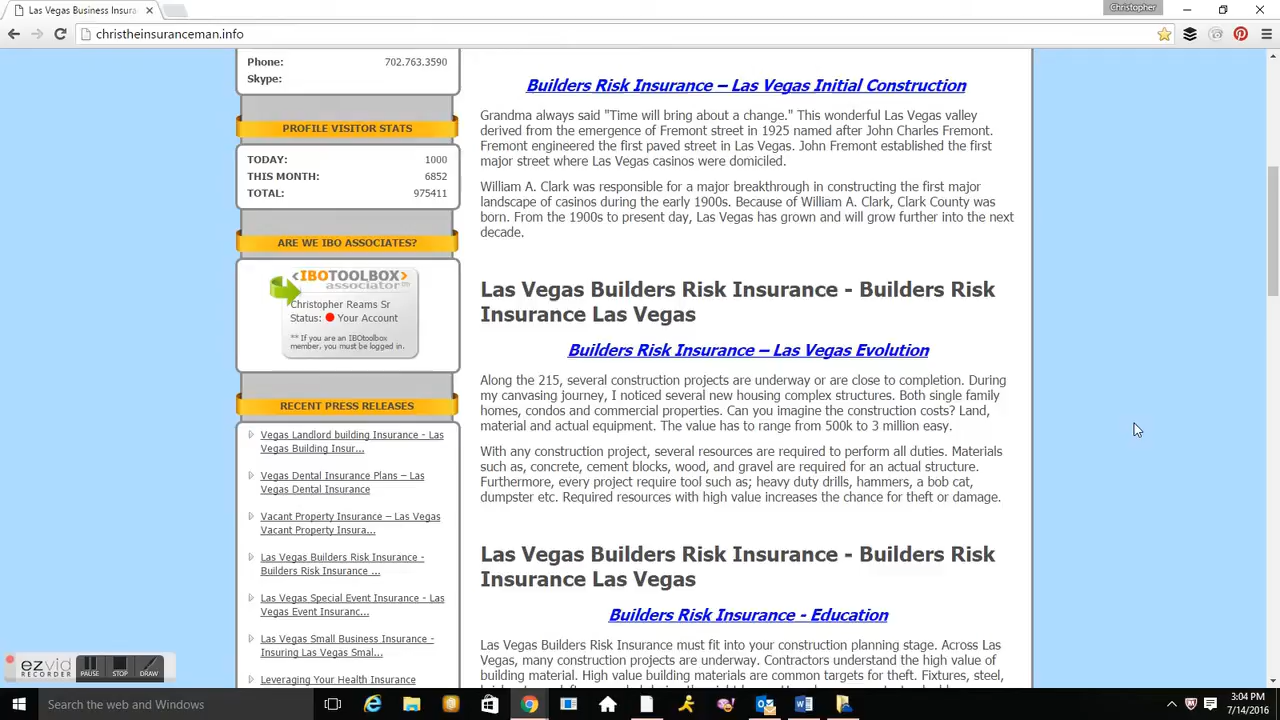 Las Vegas Business Insura
Christopher
christheinsuranceman.info
Phone: 702.763.3590
Skype:
PROFILE VISITOR STATS
TODAY: 1000
THIS MONTH: 6852
TOTAL: 975411
ARE WE IBO ASSOCIATES?
<IBOTOOLBOX>
associator
Christopher Reams Sr
Status: Your Account
** If you are an IBOtoolbox
member, you must be logged in.
RECENT PRESS RELEASES
Vegas Landlord building Insurance - Las
Vegas Building Insur...
Vegas Dental Insurance Plans – Las
Vegas Dental Insurance
Vacant Property Insurance – Las Vegas
Vacant Property Insura...
Las Vegas Builders Risk Insurance -
Builders Risk Insurance ...
Las Vegas Special Event Insurance - Las
Vegas Event Insuranc...
Las Vegas Small Business Insurance -
Insuring Las Vegas Smal...
Leveraging Your Health Insurance
Builders Risk Insurance – Las Vegas Initial Construction
Grandma always said "Time will bring about a change." This wonderful Las Vegas valley
derived from the emergence of Fremont street in 1925 named after John Charles Fremont.
Fremont engineered the first paved street in Las Vegas. John Fremont established the first
major street where Las Vegas casinos were domiciled.
William A. Clark was responsible for a major breakthrough in constructing the first major
landscape of casinos during the early 1900s. Because of William A. Clark, Clark County was
born. From the 1900s to present day, Las Vegas has grown and will grow further into the next
decade.
Las Vegas Builders Risk Insurance - Builders Risk
Insurance Las Vegas
Builders Risk Insurance – Las Vegas Evolution
Along the 215, several construction projects are underway or are close to completion. During
my canvasing journey, I noticed several new housing complex structures. Both single family
homes, condos and commercial properties. Can you imagine the construction costs? Land,
material and actual equipment. The value has to range from 500k to 3 million easy.
With any construction project, several resources are required to perform all duties. Materials
such as, concrete, cement blocks, wood, and gravel are required for an actual structure.
Furthermore, every project require tool such as; heavy duty drills, hammers, a bob cat,
dumpster etc. Required resources with high value increases the chance for theft or damage.
Las Vegas Builders Risk Insurance - Builders Risk
Insurance Las Vegas
Builders Risk Insurance - Education
Las Vegas Builders Risk Insurance must fit into your construction planning stage. Across Las
Vegas, many construction projects are underway. Contractors understand the high value of
building material. High value building materials are common targets for theft. Fixtures, steel,
ezvid
RECORDER
PAUSE
STOP
DRAW
Search the web and Windows
3:04 PM
7/14/2016